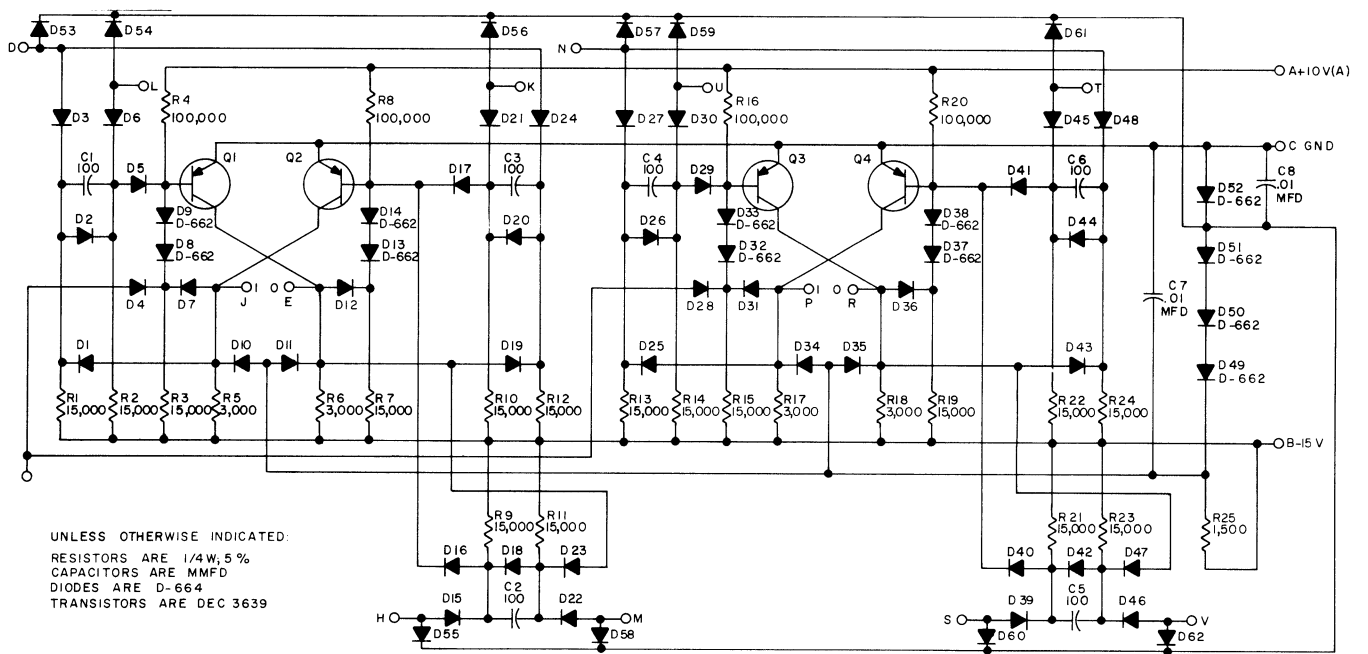 D53 D54 D56 D57 D59 D61
D N
A+10V(A)
L K U T
R4 100,000 R8 100,000 R16 100,000 R20 100,000
D3 D6 D21 D24 D27 D30 D45 D48
C GND
C1 100 D5 Q1 Q2 D17 C3 100 C4 100 D29 Q3 Q4 D41 C6 100 D52 C8 .01 MFD
D2 D9 D-662 D14 D-662 D20 D26 D33 D-662 D38 D-662 D44
D8 D-662 D13 D-662 D32 D-662 D37 D-662 D51 D-662
D4 D7 1 0 D12 D28 D31 1 0 D36
J E P R
C7 .01 MFD
D50 D-662
D1 D10 D11 D19 D25 D34 D35 D43 D49 D-662
R1 15,000 R2 15,000 R3 15,000 R5 3,000 R6 3,000 R7 15,000 R10 15,000 R12 15,000 R13 15,000 R14 15,000 R15 15,000 R17 3,000 R18 3,000 R19 15,000 R22 15,000 R24 15,000
B-15 V
R9 15,000 R11 15,000 R21 15,000 R23 15,000 R25 1,500
UNLESS OTHERWISE INDICATED:
RESISTORS ARE 1/4W; 5%
CAPACITORS ARE MMFD
DIODES ARE D-664
TRANSISTORS ARE DEC 3639
D16 D18 D23 D40 D42 D47
H D15 C2 100 D22 M S D39 C5 100 D46 V
D55 D58 D60 D62